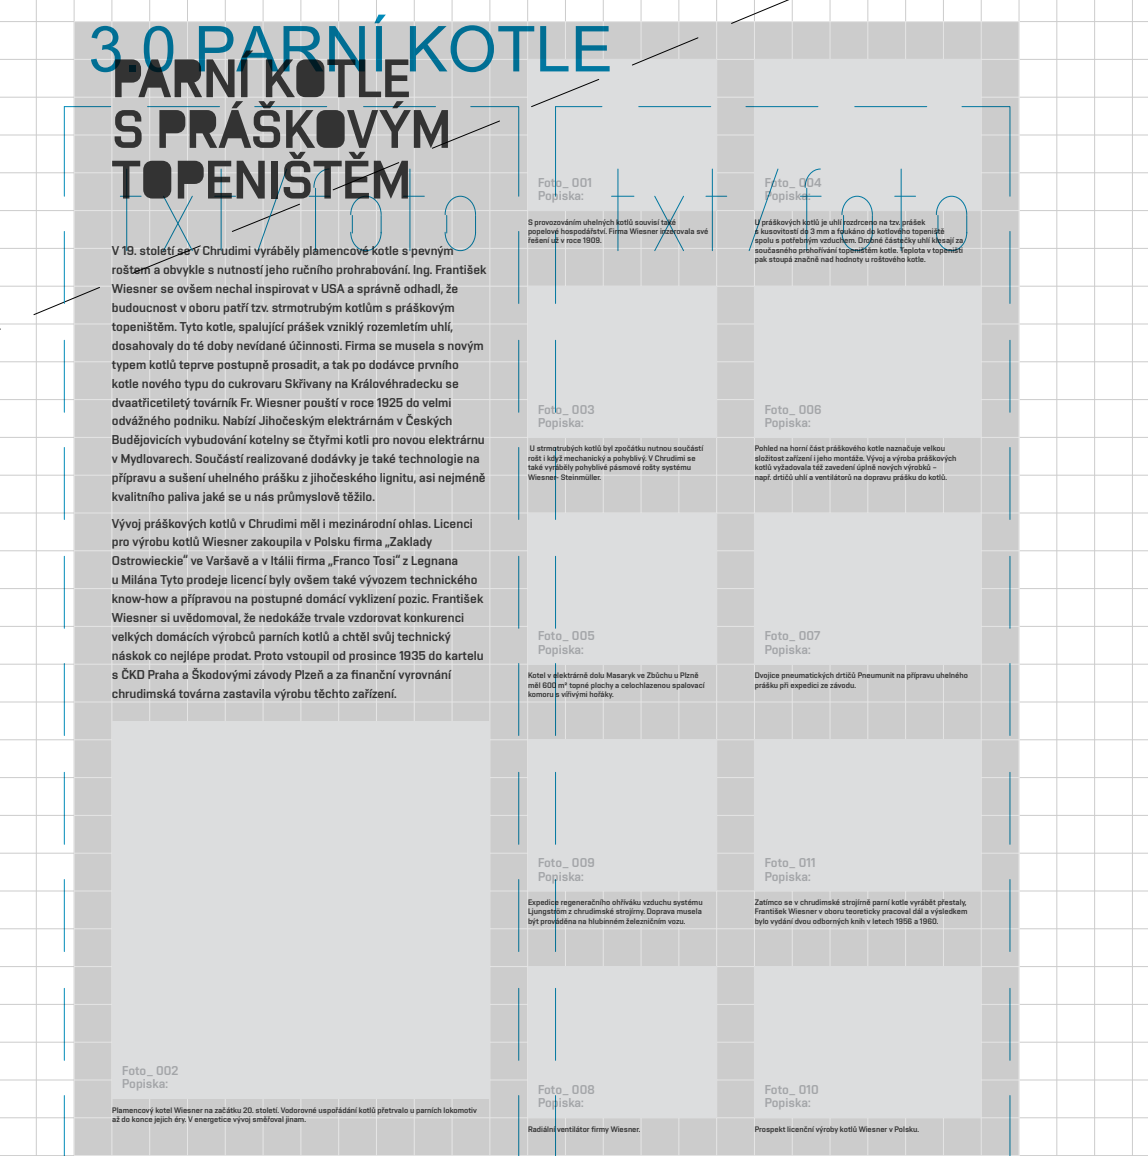 3.0 PARNÍ KOTLE
PARNÍ KOTLE
S PRÁŠKOVÝM
TOPENIŠTĚM
txt/foto
txt/foto
V 19. století se v Chrudimi vyráběly plamencové kotle s pevným
roštem a obvykle s nutností jeho ručního prohrabování. Ing. František
Wiesner se ovšem nechal inspirovat v USA a správně odhadl, že
budoucnost v oboru patří tzv. strmotrubým kotlům s práškovým
topeništěm. Tyto kotle, spalující prášek vzniklý rozemletím uhlí,
dosahovaly do té doby nevídané účinnosti. Firma se musela s novým
typem kotlů teprve postupně prosadit, a tak po dodávce prvního
kotle nového typu do cukrovaru Skřivany na Královéhradecku se
dvaatřicetiletý továrník Fr. Wiesner pouští v roce 1925 do velmi
odvážného podniku. Nabízí Jihočeským elektrárnám v Českých
Budějovicích vybudování kotelny se čtyřmi kotli pro novou elektrárnu
v Mydlovarech. Součástí realizované dodávky je také technologie na
přípravu a sušení uhelného prášku z jihočeského lignitu, asi nejméně
kvalitního paliva jaké se u nás průmyslově těžilo.
Vývoj práškových kotlů v Chrudimi měl i mezinárodní ohlas. Licenci
pro výrobu kotlů Wiesner zakoupila v Polsku firma „Zaklady
Ostrowieckie“ ve Varšavě a v Itálii firma „Franco Tosi“ z Legnana
u Milána Tyto prodeje licencí byly ovšem také vývozem technického
know-how a přípravou na postupné domácí vyklizení pozic. František
Wiesner si uvědomoval, že nedokáže trvale vzdorovat konkurenci
velkých domácích výrobců parních kotlů a chtěl svůj technický
náskok co nejlépe prodat. Proto vstoupil od prosince 1935 do kartelu
s ČKD Praha a Škodovými závody Plzeň a za finanční vyrovnání
chrudimská továrna zastavila výrobu těchto zařízení.
Foto_ 002
Popiska:
Plamencový kotel Wiesner na začátku 20. století. Vodorovné uspořádání kotlů přetrvalo u parních lokomotiv
až do konce jejich éry. V energetice vývoj směřoval jinam.
Foto_ 001
Popiska:
S provozováním uhelných kotlů souvisí také
popelové hospodářství. Firma Wiesner inzerovala své
řešení už v roce 1909.
Foto_ 004
Popiska:
U práškových kotlů je uhlí rozdrceno na tzv. prášek
s kusovitostí do 3 mm a foukáno do kotlového topeniště
spolu s potřebným vzduchem. Drobné částečky uhlí klesají za
současného prohořívání topeništěm kotle. Teplota v topeništi
pak stoupá značně nad hodnoty u roštového kotle.
Foto_ 003
Popiska:
U strmotrubých kotlů byl zpočátku nutnou součástí
rošt i když mechanický a pohyblivý. V Chrudimi se
také vyráběly pohyblivé pásmové rošty systému
Wiesner- Steinmüller.
Foto_ 006
Popiska:
Pohled na horní část práškového kotle naznačuje velkou
složitost zařízení i jeho montáže. Vývoj a výroba práškových
kotlů vyžadovala též zavedení úplně nových výrobků –
např. drtičů uhlí a ventilátorů na dopravu prášku do kotlů.
Foto_ 005
Popiska:
Kotel v elektrárně dolu Masaryk ve Zbůchu u Plzně
měl 600 m² topné plochy a celochlazenou spalovací
komoru s vířivými hořáky.
Foto_ 007
Popiska:
Dvojice pneumatických drtičů Pneumunit na přípravu uhelného
prášku při expedici ze závodu.
Foto_ 009
Popiska:
Expedice regeneračního ohříváku vzduchu systému
Ljungström z chrudimské strojírny. Doprava musela
být prováděna na hlubinném železničním vozu.
Foto_ 011
Popiska:
Zatímco se v chrudimské strojírně parní kotle vyrábět přestaly,
František Wiesner v oboru teoreticky pracoval dál a výsledkem
bylo vydání dvou odborných knih v letech 1956 a 1960.
Foto_ 008
Popiska:
Radiální ventilátor firmy Wiesner.
Foto_ 010
Popiska:
Prospekt licenční výroby kotlů Wiesner v Polsku.